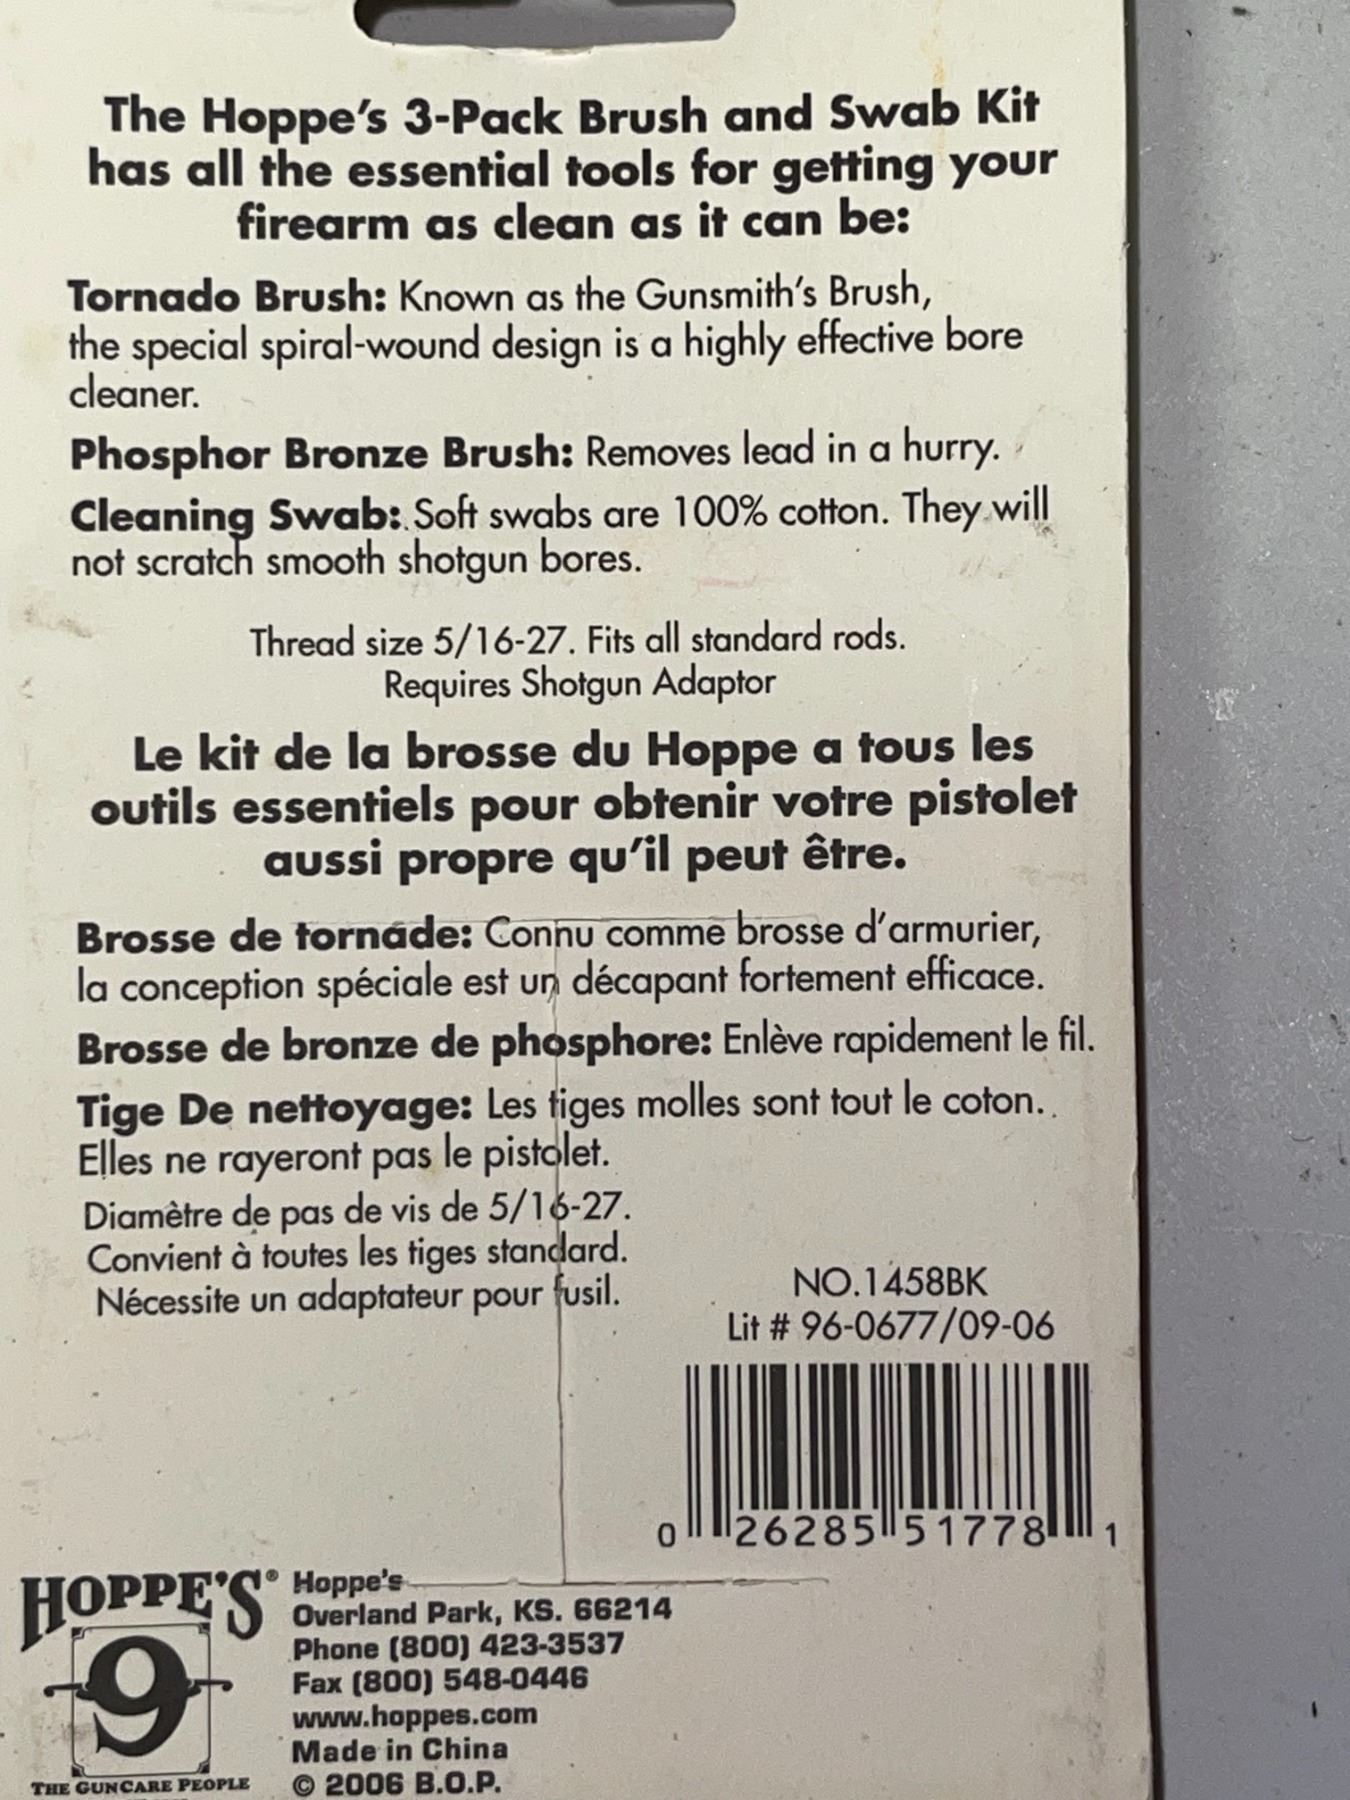 The Hoppe's 3-Pack Brush and Swab Kit
has all the essential tools for getting your
firearm as clean as it can be:
Tornado Brush: Known as the Gunsmith's Brush,
the special spiral-wound design is a highly effective bore
cleaner.
Phosphor Bronze Brush: Removes lead in a hurry.
Cleaning Swab: Soft swabs are 100% cotton. They will
not scratch smooth shotgun bores.
Thread size 5/16-27. Fits all standard rods.
Requires Shotgun Adaptor
Le kit de la brosse du Hoppe a tous les
outils essentiels pour obtenir votre pistolet
aussi propre qu'il peut être.
Brosse de tornade: Connu comme brosse d'armurier,
la conception spéciale est un décapant fortement efficace.
Brosse de bronze de phosphore: Enlève rapidement le fil.
Tige De nettoyage: Les tiges molles sont tout le coton.
Elles ne rayeront pas le pistolet.
Diamètre de pas de vis de 5/16-27.
Convient à toutes les tiges standard.
Nécessite un adaptateur pour fusil.
NO.1458BK
Lit # 96-0677/09-06
0 26285 51778 1
HOPPE'S®
9
THE GUNCARE PEOPLE
Hoppe's
Overland Park, KS. 66214
Phone (800) 423-3537
Fax (800) 548-0446
www.hoppes.com
Made in China
© 2006 B.O.P.